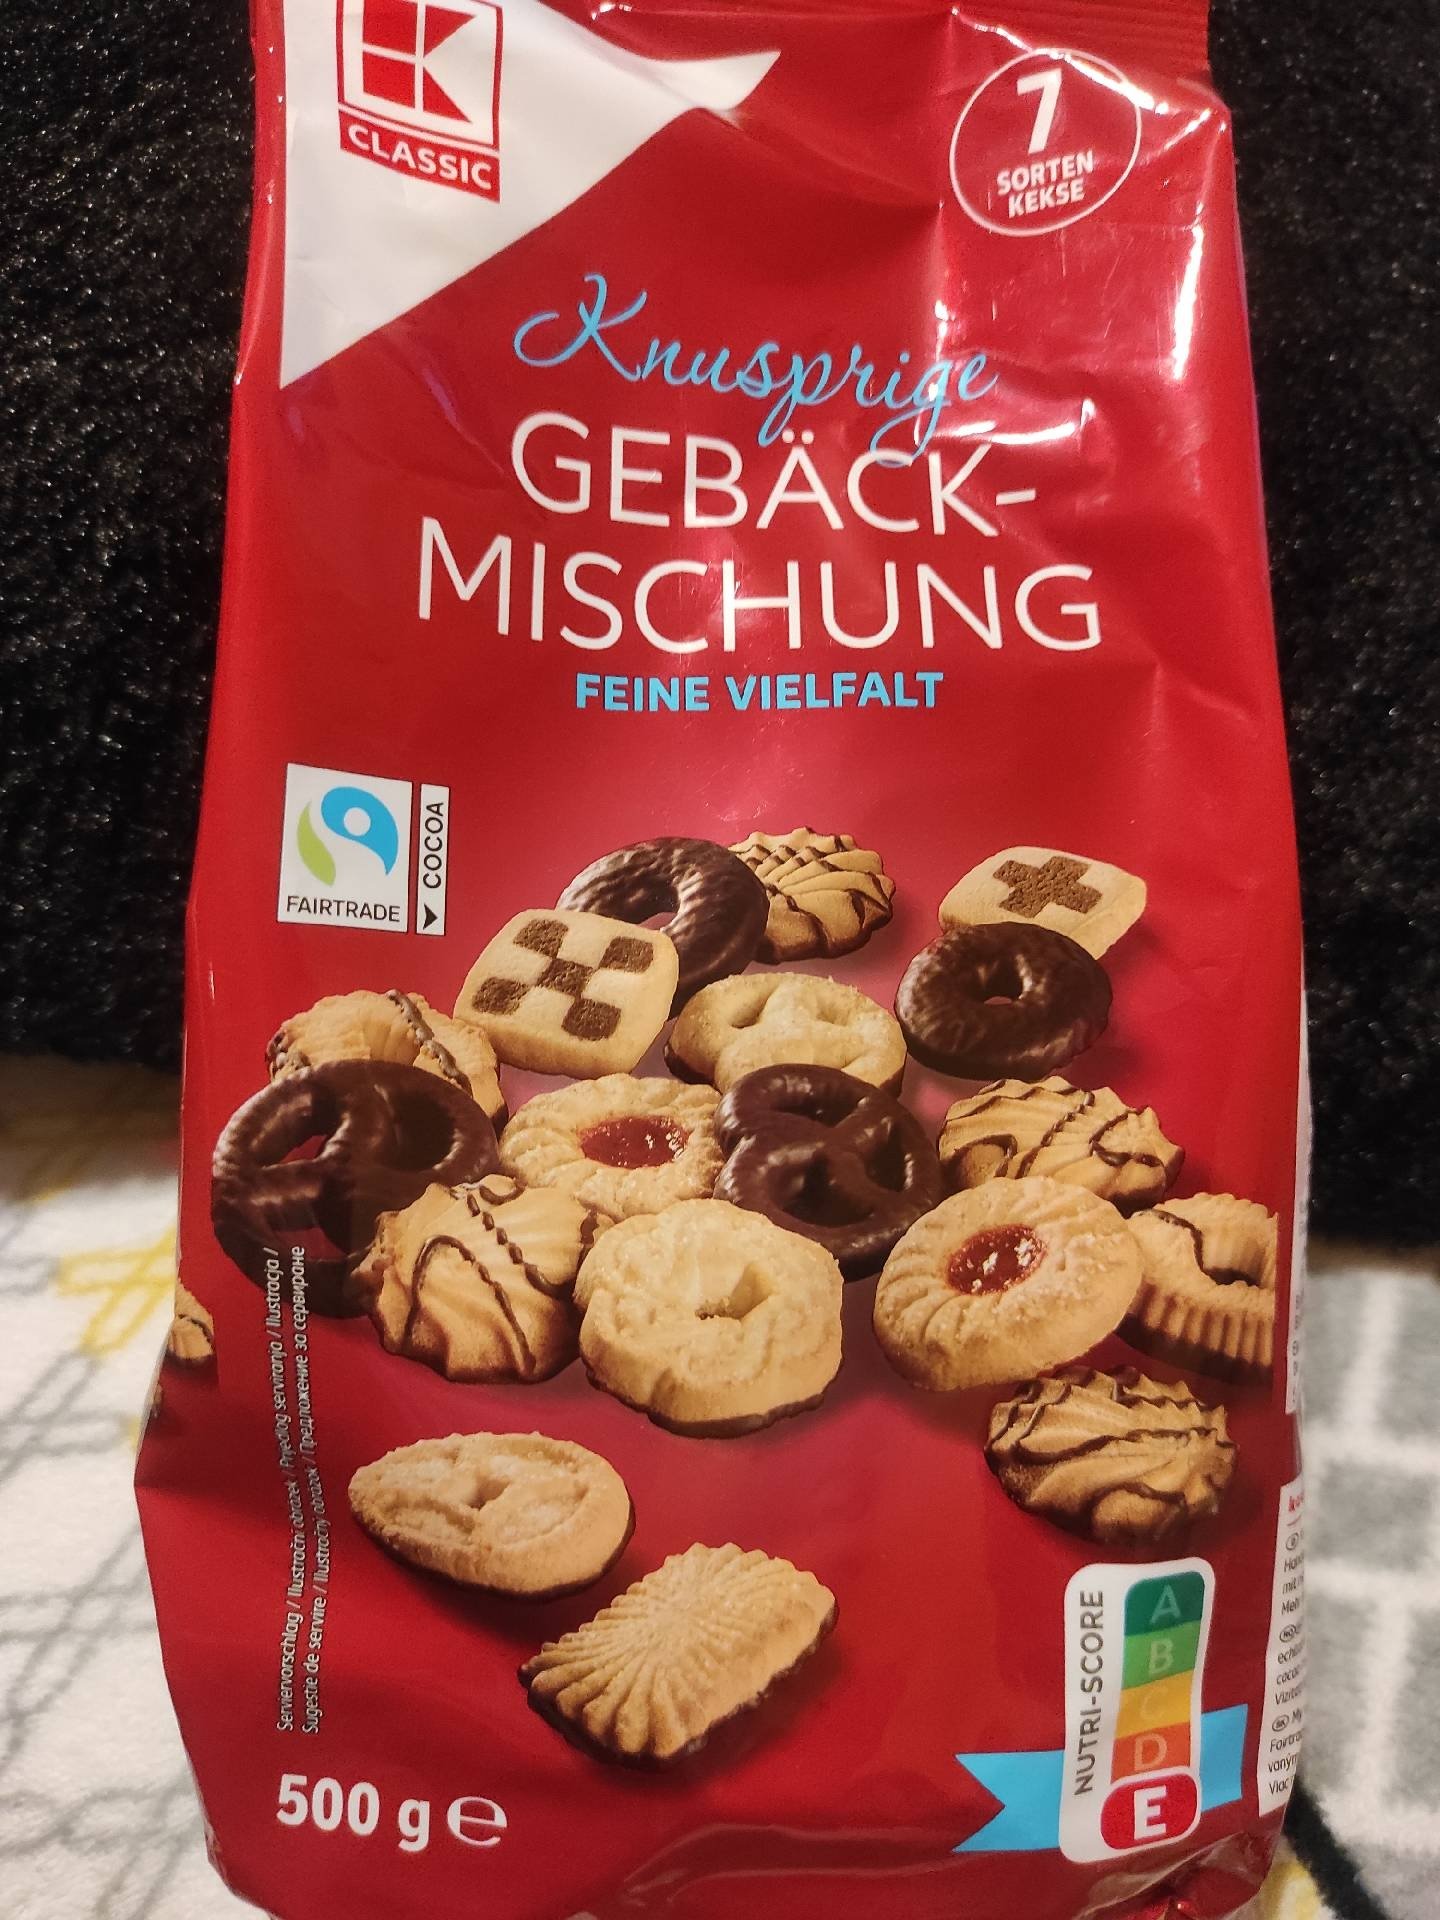 K
CLASSIC
7
SORTEN
KEKSE
Knusprige
GEBÄCK-
MISCHUNG
FEINE VIELFALT
FAIRTRADE
COCOA
Serviervorschlag / Ilustrační obrázek / Prijedlog serviranja / Ilustracja /
Sugestie de servire / Ilustračný obrázok / Предложение за сервиране
500 g e
NUTRI-SCORE
A
B
C
D
E